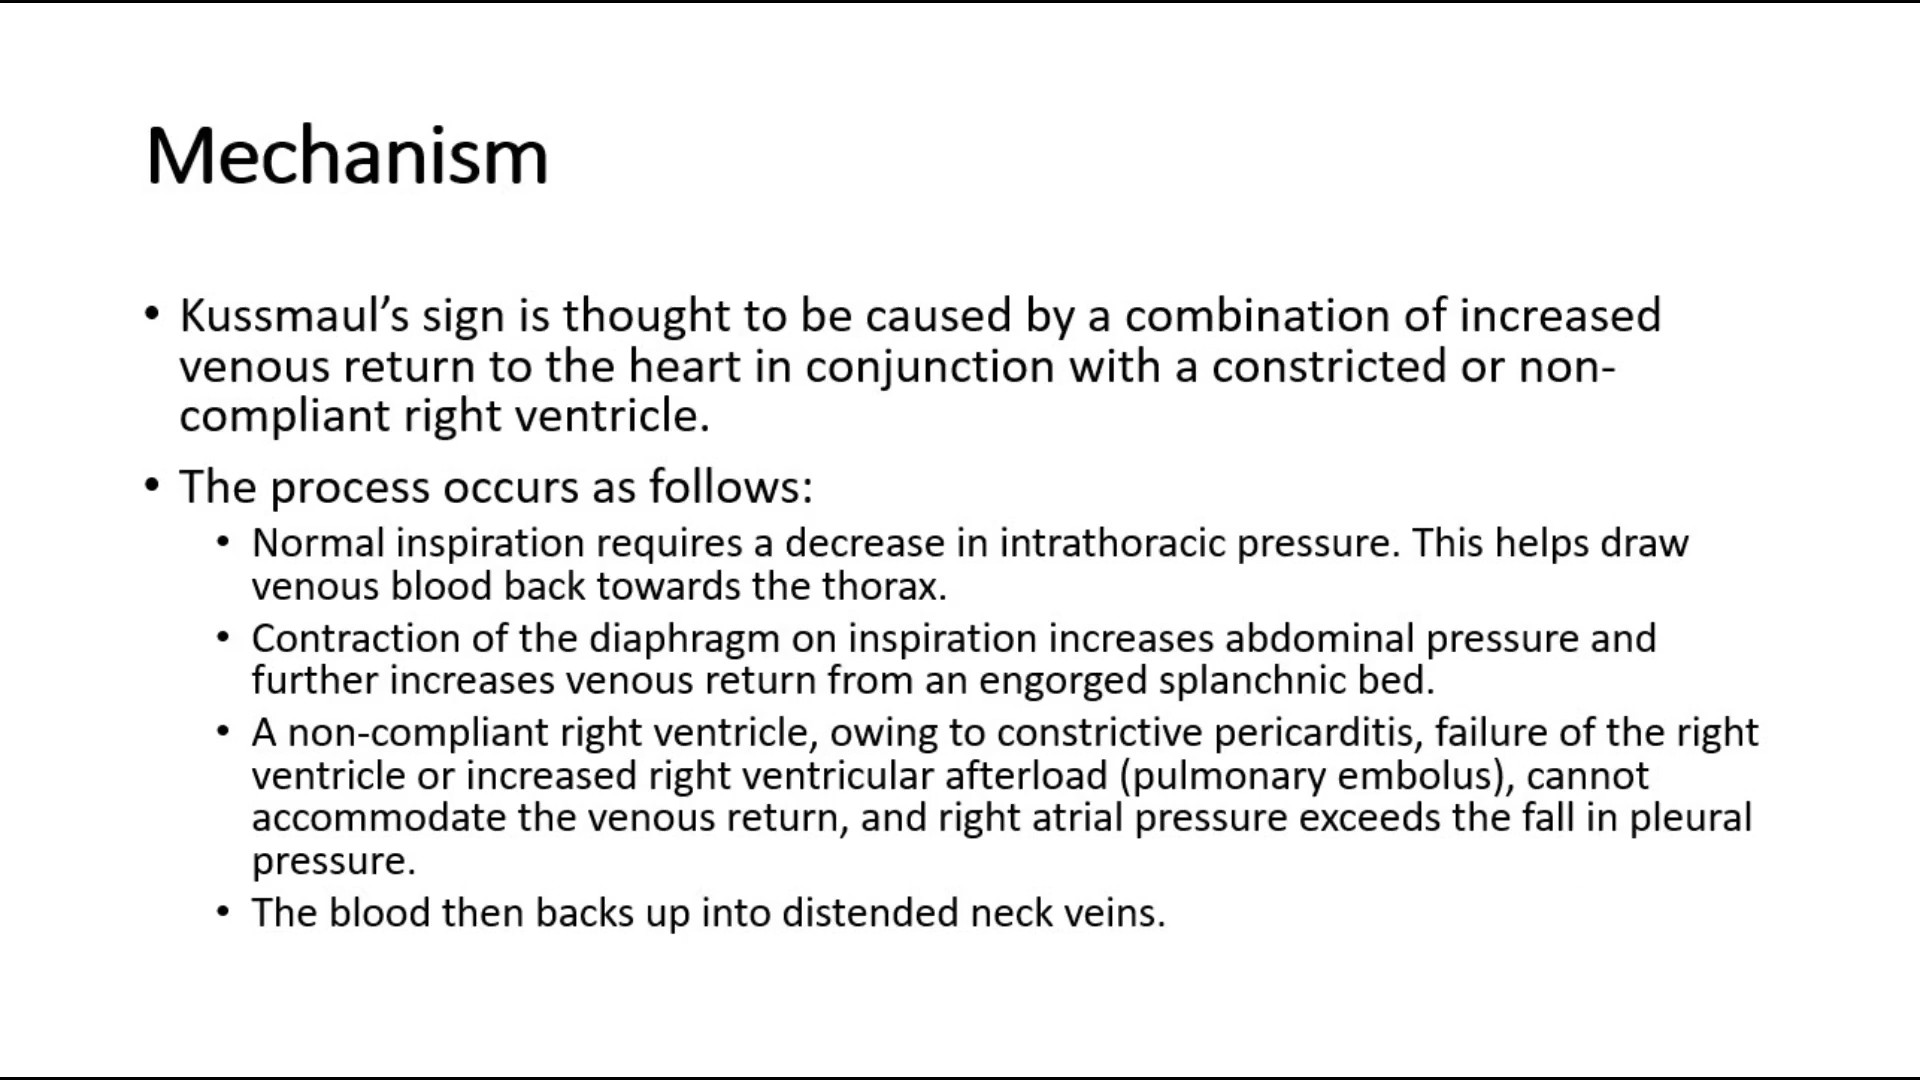 Mechanism
• Kussmaul’s sign is thought to be caused by a combination of increased
venous return to the heart in conjunction with a constricted or non-
compliant right ventricle.
• The process occurs as follows:
• Normal inspiration requires a decrease in intrathoracic pressure. This helps draw
venous blood back towards the thorax.
• Contraction of the diaphragm on inspiration increases abdominal pressure and
further increases venous return from an engorged splanchnic bed.
• A non-compliant right ventricle, owing to constrictive pericarditis, failure of the right
ventricle or increased right ventricular afterload (pulmonary embolus), cannot
accommodate the venous return, and right atrial pressure exceeds the fall in pleural
pressure.
• The blood then backs up into distended neck veins.